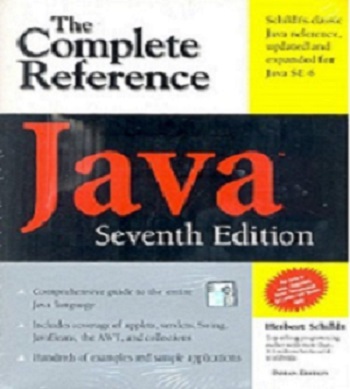 The
Complete
Reference
Schildt's classic
Java reference,
updated and
expanded for
Java SE 6
Java
Seventh Edition
Comprehensive guide to the entire
Java language
Includes coverage of applets, servlets, Swing,
JavaBeans, the AWT, and collections
Hundreds of examples and sample applications
Herbert Schildt